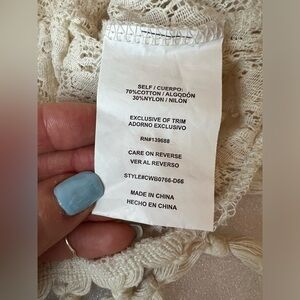 SELF / CUERPO:
70%COTTON / ALGODÓN
30%NYLON / NILÓN
EXCLUSIVE OF TRIM
ADORNO EXCLUSIVO
RN#139688
CARE ON REVERSE
VER AL REVERSO
STYLE#CWB0766-D66
MADE IN CHINA
HECHO EN CHINA